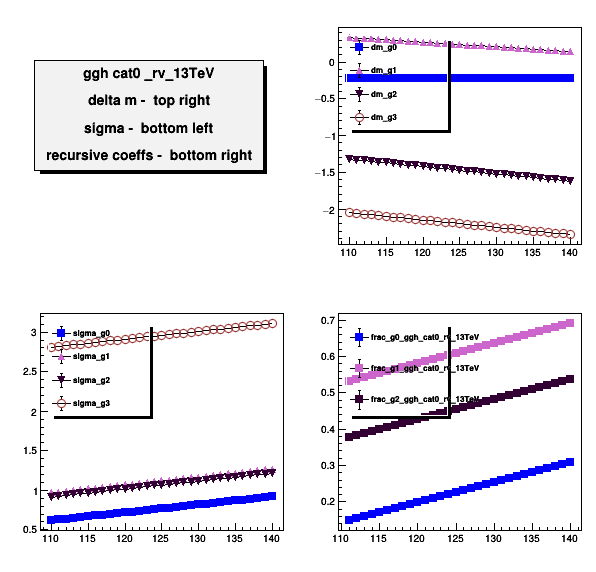 ggh cat0 _rv_13TeV
delta m - top right
sigma - bottom left
recursive coeffs - bottom right
dm_g0
dm_g1
dm_g2
dm_g3
0
−0.5
−1
−1.5
−2
110 115 120 125 130 135 140
sigma_g0
sigma_g1
sigma_g2
sigma_g3
3
2.5
2
1.5
1
0.5
110 115 120 125 130 135 140
frac_g0_ggh_cat0_rv_13TeV
frac_g1_ggh_cat0_rv_13TeV
frac_g2_ggh_cat0_rv_13TeV
0.7
0.6
0.5
0.4
0.3
0.2
110 115 120 125 130 135 140